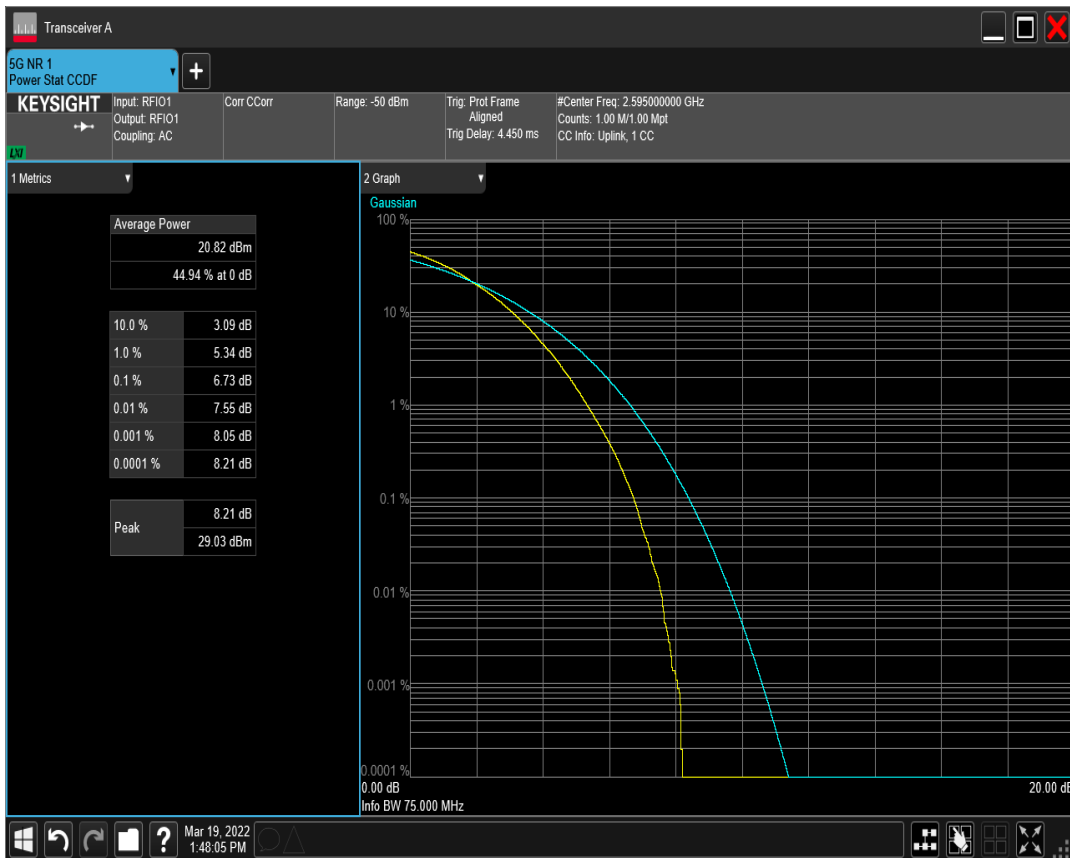 Transceiver A
5G NR 1
Power Stat CCDF
KEYSIGHT
LXI
Input: RFIO1
Output: RFIO1
Coupling: AC
Corr CCorr
Range: -50 dBm
Trig: Prot Frame
Aligned
Trig Delay: 4.450 ms
#Center Freq: 2.595000000 GHz
Counts: 1.00 M/1.00 Mpt
CC Info: Uplink, 1 CC
1 Metrics
Average Power
20.82 dBm
44.94 % at 0 dB
10.0 % 3.09 dB
1.0 % 5.34 dB
0.1 % 6.73 dB
0.01 % 7.55 dB
0.001 % 8.05 dB
0.0001 % 8.21 dB
Peak
8.21 dB
29.03 dBm
2 Graph
Gaussian
100 %
10 %
1 %
0.1 %
0.01 %
0.001 %
0.0001 %
0.00 dB
20.00 dB
Info BW 75.000 MHz
?
Mar 19, 2022
1:48:05 PM